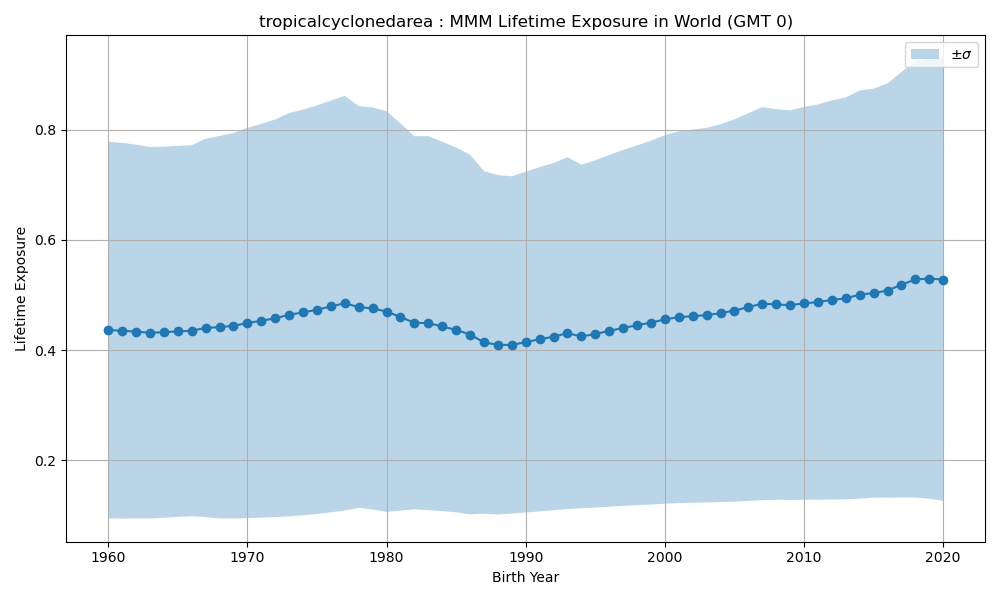 tropicalcyclonedarea : MMM Lifetime Exposure in World (GMT 0)
±σ
Lifetime Exposure
0.8
0.6
0.4
0.2
1960 1970 1980 1990 2000 2010 2020
Birth Year